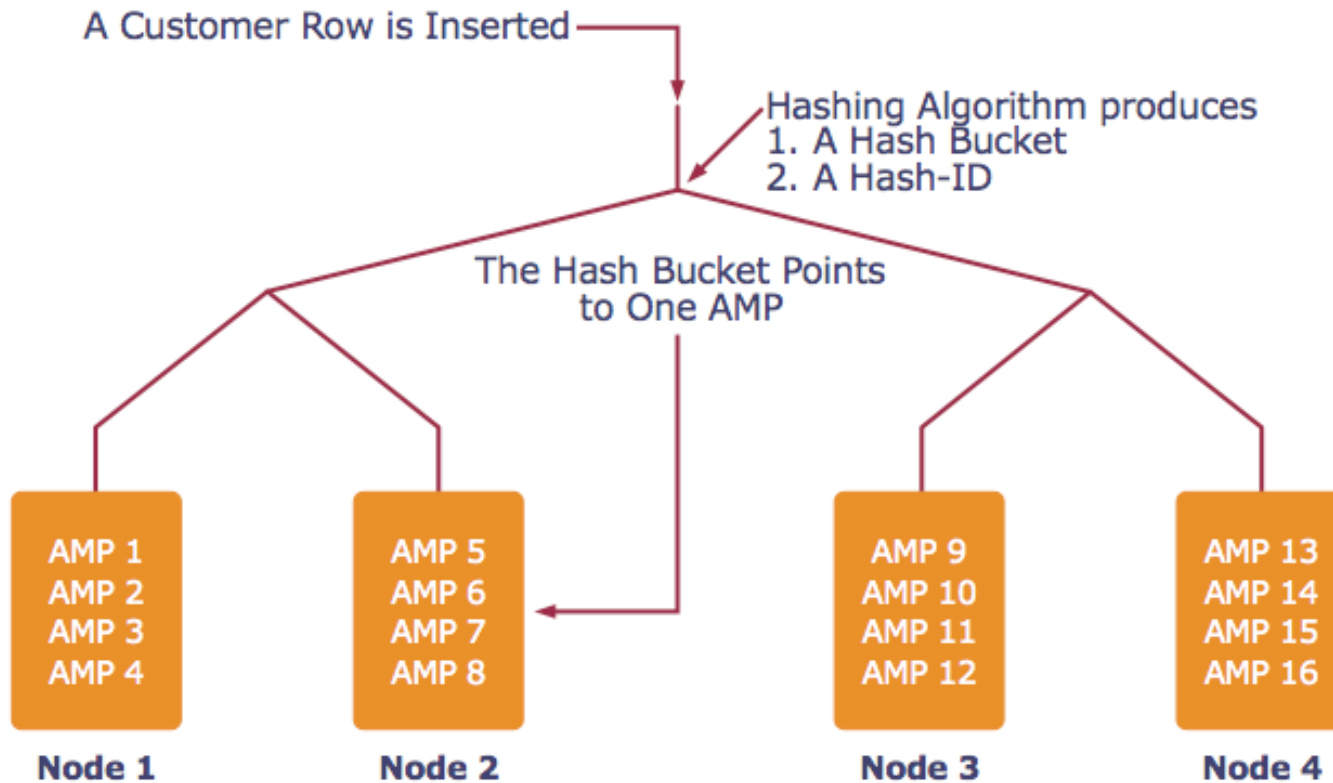 A Customer Row is Inserted
Hashing Algorithm produces
1. A Hash Bucket
2. A Hash-ID
The Hash Bucket Points
to One AMP
AMP 1
AMP 2
AMP 3
AMP 4
Node 1
AMP 5
AMP 6
AMP 7
AMP 8
Node 2
AMP 9
AMP 10
AMP 11
AMP 12
Node 3
AMP 13
AMP 14
AMP 15
AMP 16
Node 4